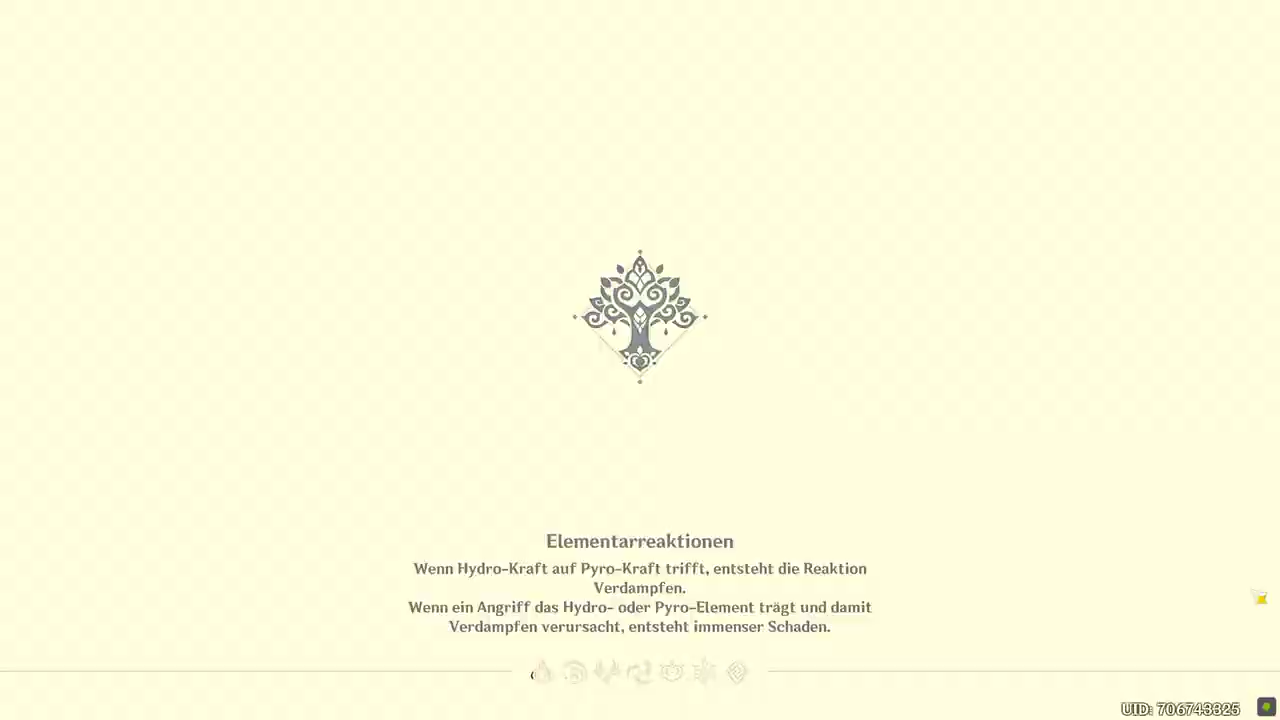 Elementarreaktionen
Wenn Hydro-Kraft auf Pyro-Kraft trifft, entsteht die Reaktion
Verdampfen.
Wenn ein Angriff das Hydro- oder Pyro-Element trägt und damit
Verdampfen verursacht, entsteht immenser Schaden.
UID: 706743325